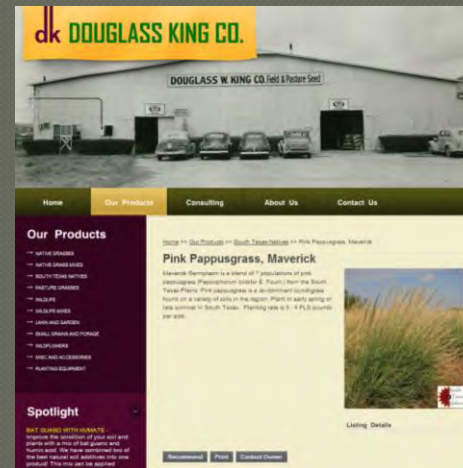 dk DOUGLASS KING CO.
DOUGLASS W. KING CO. Field & Pasture Seed
Home
Our Products
Consulting
About Us
Contact Us
Our Products
NATIVE GRASSES
NATIVE GRASS MIXES
SOUTH TEXAS NATIVES
PASTURE GRASSES
WILDLIFE
WILDLIFE MIXES
LAWN AND GARDEN
SMALL GRAINS AND FORAGE
WILDFLOWERS
MISC AND ACCESSORIES
PLANTING EQUIPMENT
Spotlight
BAT GUANO WITH HUMATE -
Improve the condition of your soil and
plants with a mix of bat guano and
humic acid. We have combined two of
the best natural soil additives into one
product! This mix can be applied
Home >> Our Products >> South Texas Natives >> Pink Pappusgrass, Maverick
Pink Pappusgrass, Maverick
Maverick Germplasm is a blend of 7 populations of pink
pappusgrass (Pappophorum bicolor E. Fourn.) from the South
Texas Plains. Pink pappusgrass is a
found on a variety of soils in the region. Plant in early spring or
late summer in South Texas. Planting rate is
per acre.
Listing Details
Recommend
Print
Contact Owner